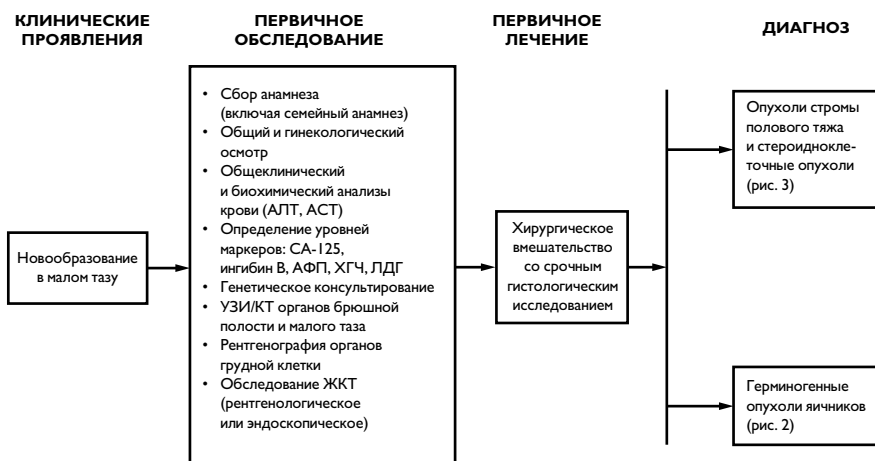 КЛИНИЧЕСКИЕ
ПРОЯВЛЕНИЯ
ПЕРВИЧНОЕ
ОБСЛЕДОВАНИЕ
ПЕРВИЧНОЕ
ЛЕЧЕНИЕ
ДИАГНОЗ
Новообразование
в малом тазу
• Сбор анамнеза
(включая семейный анамнез)
• Общий и гинекологический
осмотр
• Общеклинический
и биохимический анализы
крови (АЛТ, АСТ)
• Определение уровней
маркеров: СА-125,
ингибин В, АФП, ХГЧ, ЛДГ
• Генетическое консультирование
• УЗИ/КТ органов брюшной
полости и малого таза
• Рентгенография органов
грудной клетки
• Обследование ЖКТ
(рентгенологическое
или эндоскопическое)
Хирургическое
вмешательство
со срочным
гистологическим
исследованием
Опухоли стромы
полового тяжа
и стероидноклe-
точные опухоли
(рис. 3)
Герминогенные
опухоли яичников
(рис. 2)